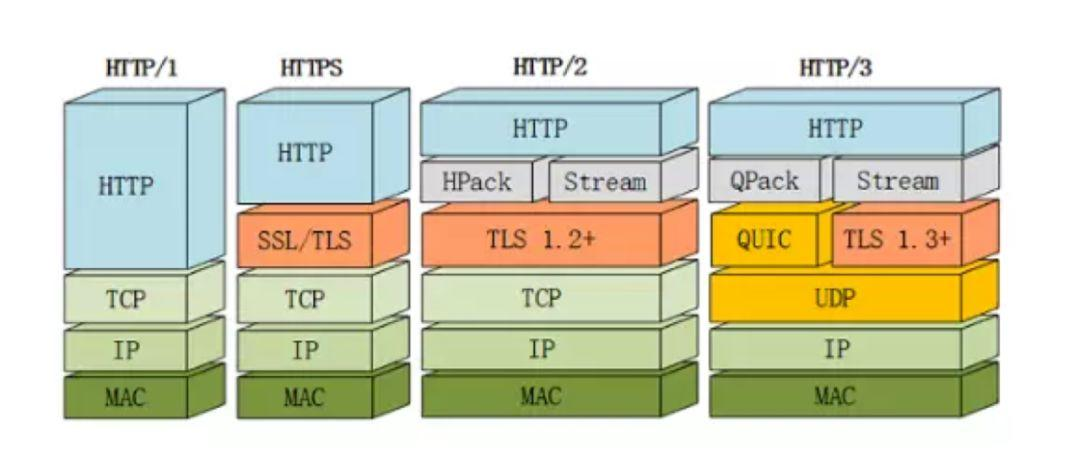 HTTP/1 HTTPS HTTP/2 HTTP/3
HTTP HTTP HTTP HTTP
HPack Stream QPack Stream
SSL/TLS TLS 1.2+ QUIC TLS 1.3+
TCP TCP TCP UDP
IP IP IP IP
MAC MAC MAC MAC